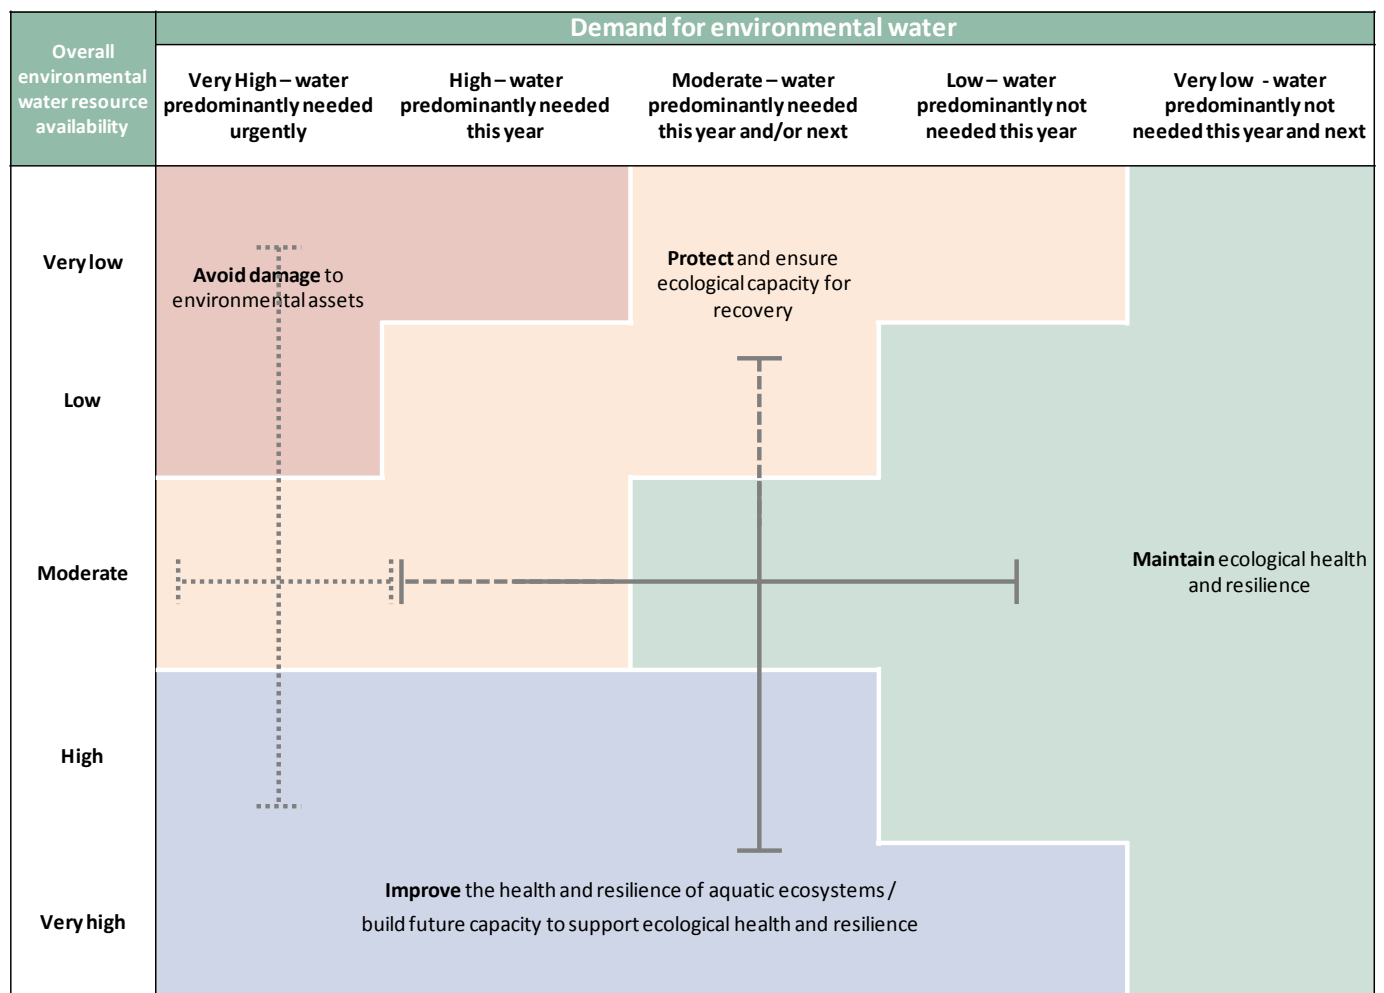 Demand for environmental water
Overall
environmental
water resource
availability
Very High – water
predominantly needed
urgently
High – water
predominantly needed
this year
Moderate – water
predominantly needed
this year and/or next
Low – water
predominantly not
needed this year
Very low - water
predominantly not
needed this year and next
Very low
Avoid damage to
environmental assets
Protect and ensure
ecological capacity for
recovery
Low
Moderate
Maintain ecological health
and resilience
High
Very high
Improve the health and resilience of aquatic ecosystems /
build future capacity to support ecological health and resilience